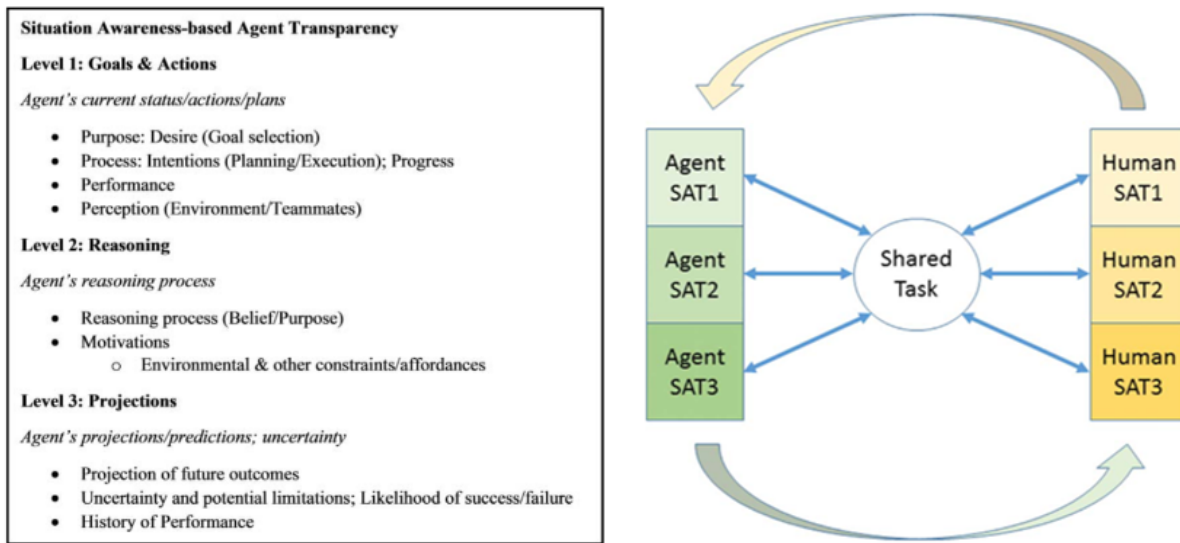 Situation Awareness-based Agent Transparency
Level 1: Goals & Actions
Agent's current status/actions/plans
• Purpose: Desire (Goal selection)
• Process: Intentions (Planning/Execution); Progress
• Performance
• Perception (Environment/Teammates)
Level 2: Reasoning
Agent's reasoning process
• Reasoning process (Belief/Purpose)
• Motivations
o Environmental & other constraints/affordances
Level 3: Projections
Agent's projections/predictions; uncertainty
• Projection of future outcomes
• Uncertainty and potential limitations; Likelihood of success/failure
• History of Performance
Agent
SAT1
Agent
SAT2
Agent
SAT3
Shared
Task
Human
SAT1
Human
SAT2
Human
SAT3